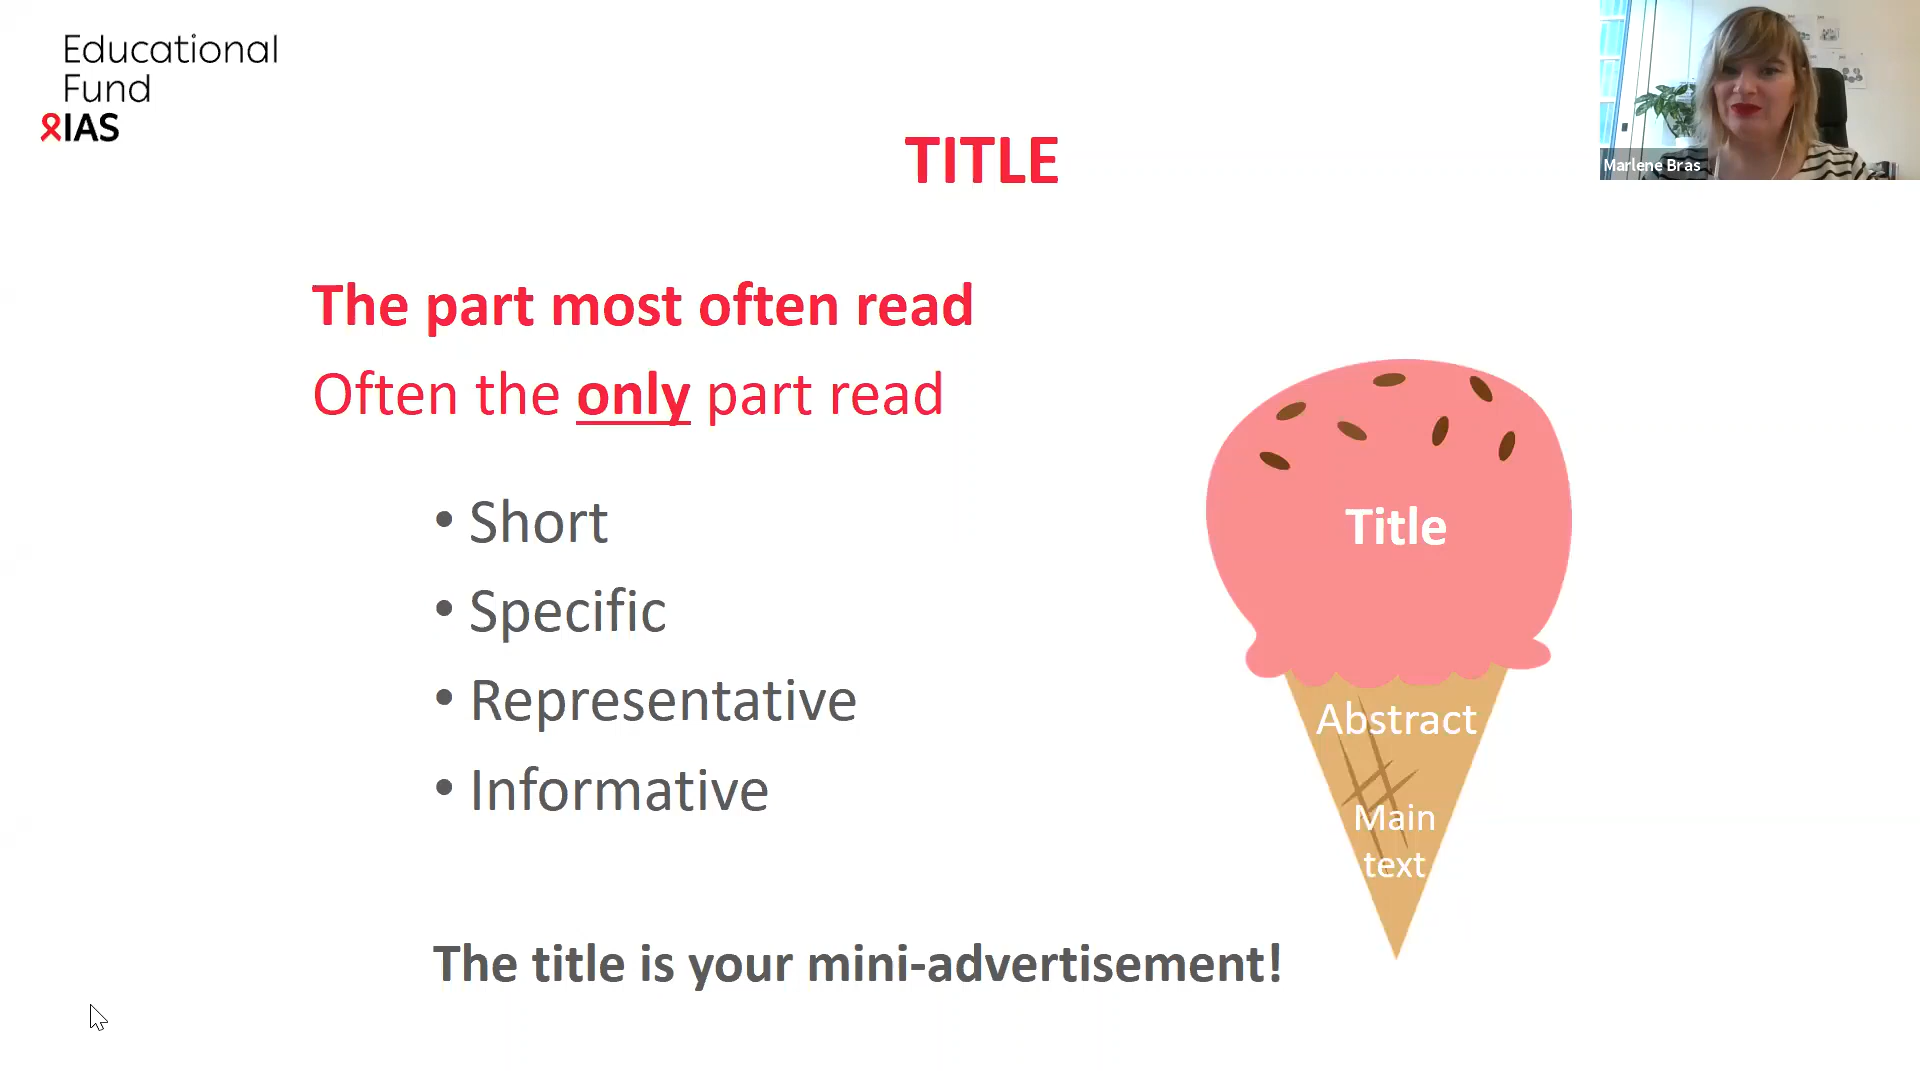 Educational
Fund
IAS
Marlene Bras
TITLE
The part most often read
Often the only part read
• Short
• Specific
• Representative
• Informative
Title
Abstract
Main
text
The title is your mini-advertisement!